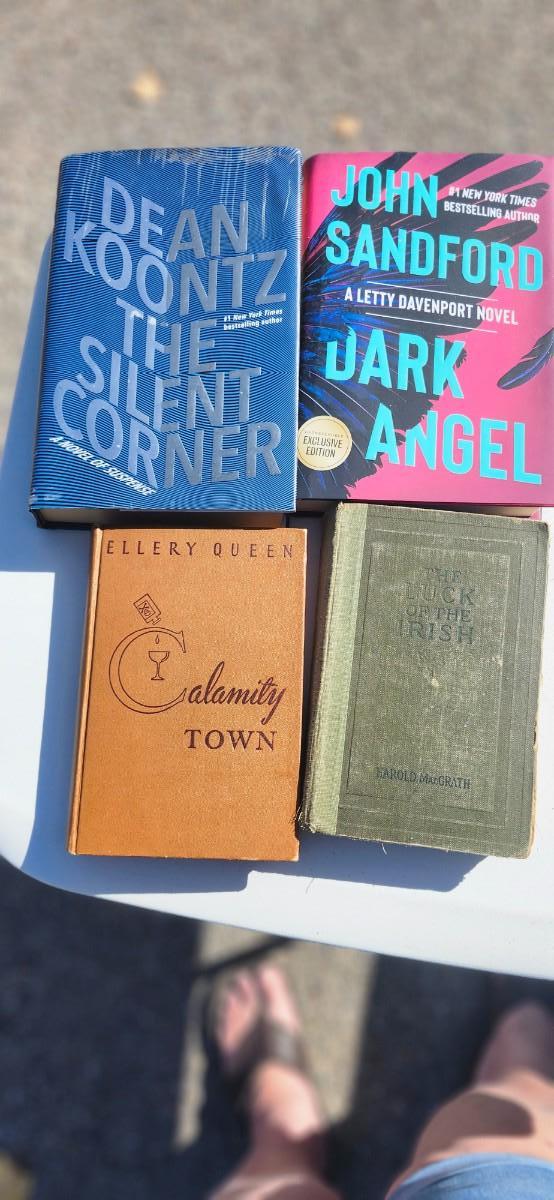 DEAN
KOONTZ
#1 New York Times
bestselling author
THE
SILENT
CORNER
A NOVEL OF SUSPENSE
JOHN
#1 NEW YORK TIMES
BESTSELLING AUTHOR
SANDFORD
A LETTY DAVENPORT NOVEL
DARK
ANGEL
EXCLUSIVE
EDITION
ELLERY QUEEN
Calamity
TOWN
THE
LUCK
OF THE
IRISH
HAROLD MacGRATH